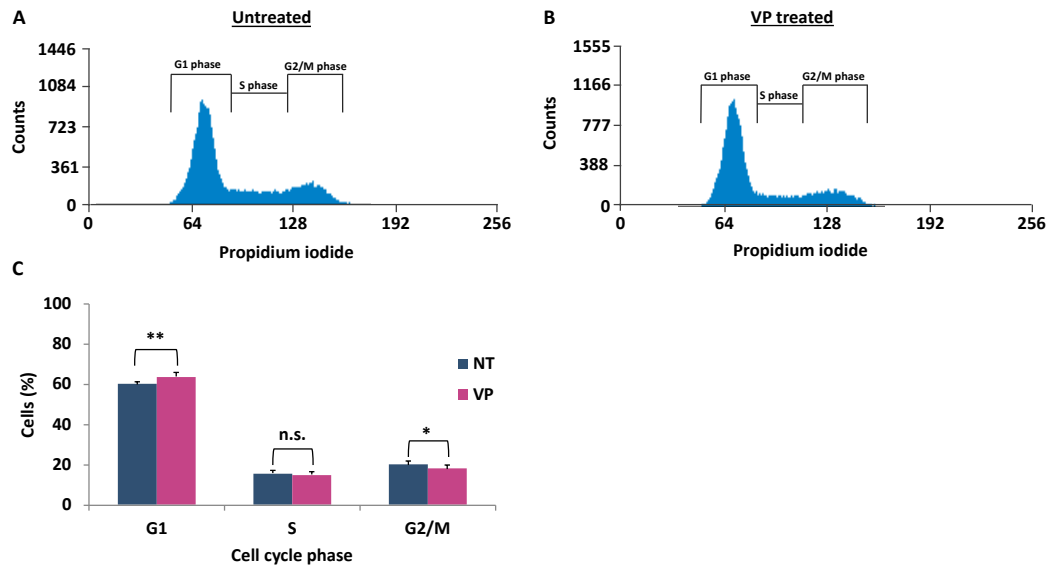 A
Untreated
1446
1084
723
361
0
Counts
G1 phase
S phase
G2/M phase
0 64 128 192 256
Propidium iodide
B
VP treated
1555
1166
777
388
0
Counts
G1 phase
S phase
G2/M phase
0 64 128 192 256
Propidium iodide
C
100
80
60
40
20
0
Cells (%)
**
n.s.
*
NT
VP
G1 S G2/M
Cell cycle phase